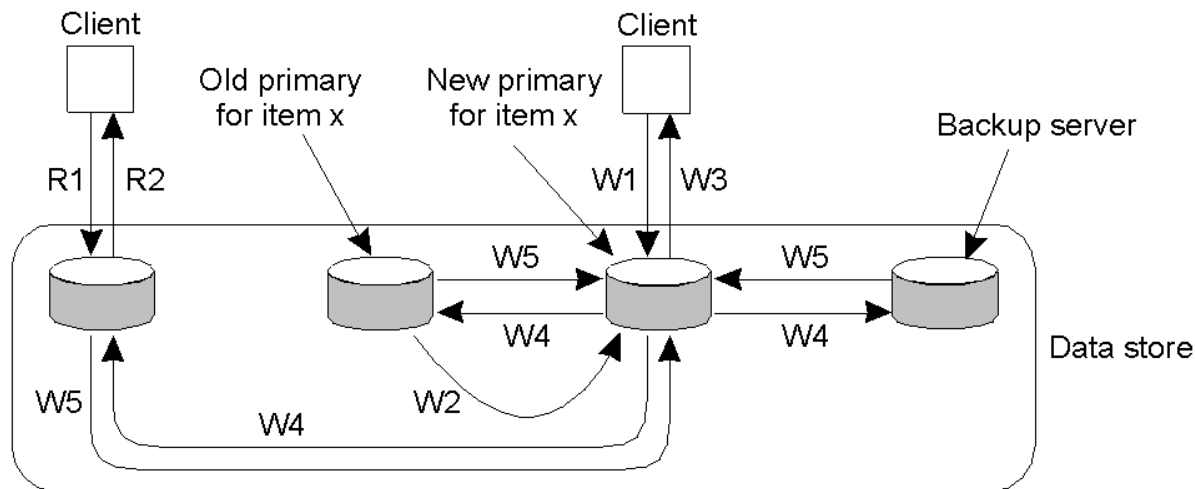 Client
Client
Old primary
for item x
New primary
for item x
Backup server
R1
R2
W1
W3
W5
W5
W4
W4
Data store
W5
W2
W4